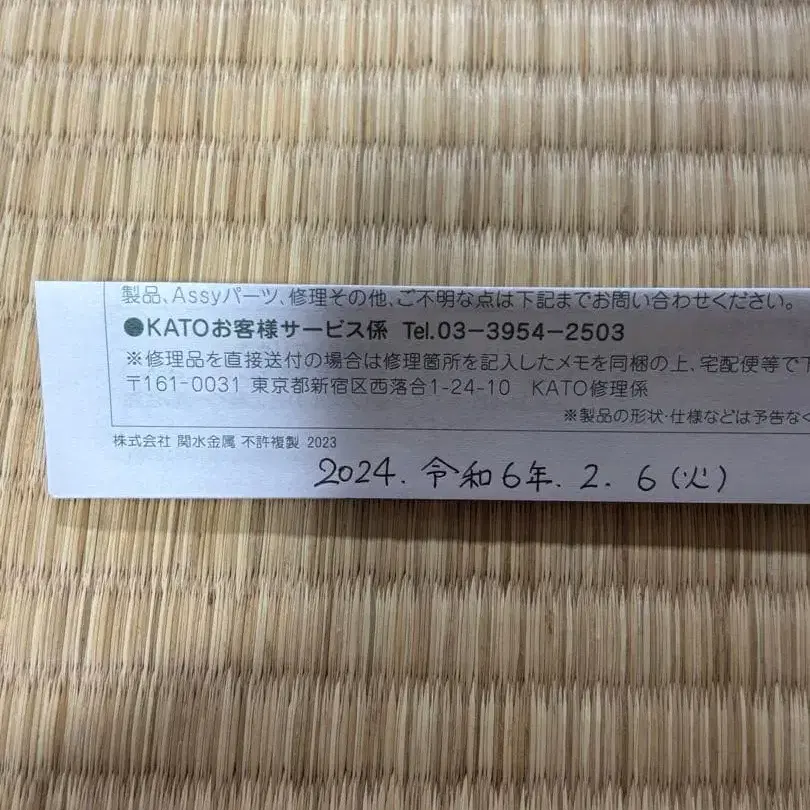 製品、Assyパーツ、修理その他、ご不明な点は下記までお問い合わせください。
●KATOお客様サービス係 Tel.03-3954-2503
※修理品を直接送付の場合は修理箇所を記入したメモを同梱の上、宅配便等で下
〒161-0031 東京都新宿区西落合1-24-10 KATO修理係
※製品の形状・仕様などは予告なく
株式会社 関水金属 不許複製 2023
2024. 令和6年. 2. 6 (火)